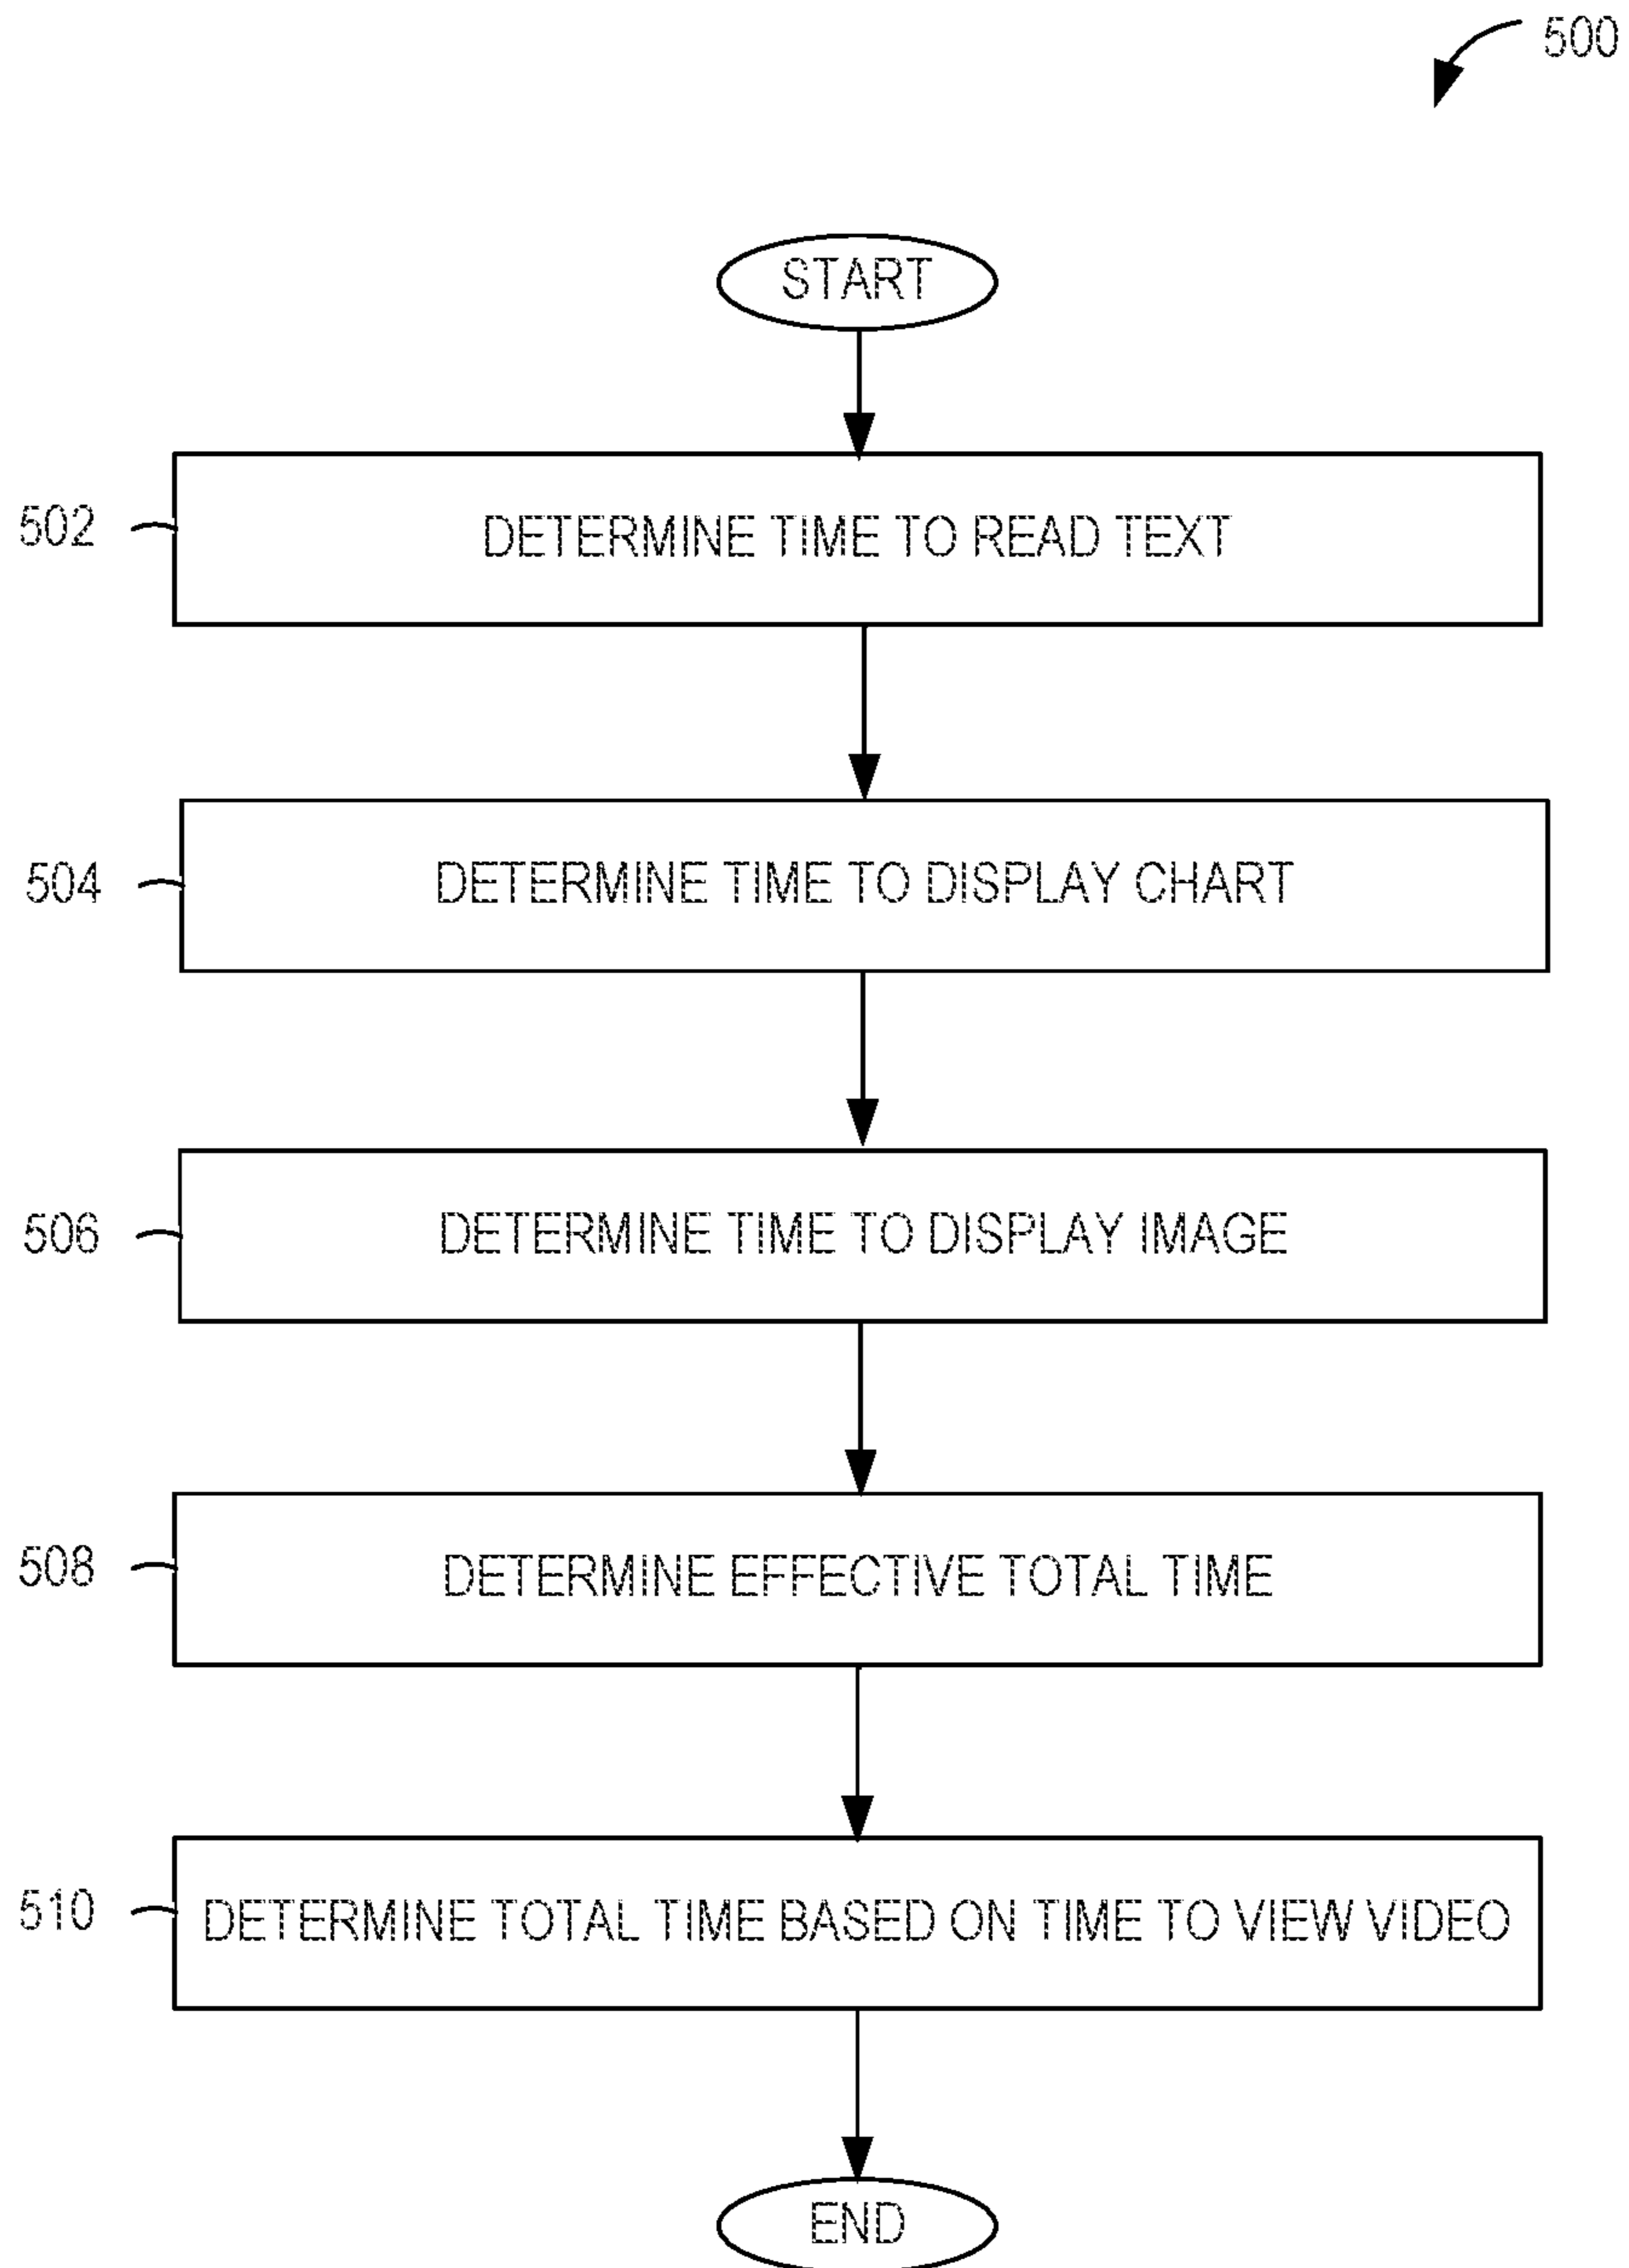 500
START
502 DETERMINE TIME TO READ TEXT
504 DETERMINE TIME TO DISPLAY CHART
506 DETERMINE TIME TO DISPLAY IMAGE
508 DETERMINE EFFECTIVE TOTAL TIME
510 DETERMINE TOTAL TIME BASED ON TIME TO VIEW VIDEO
END